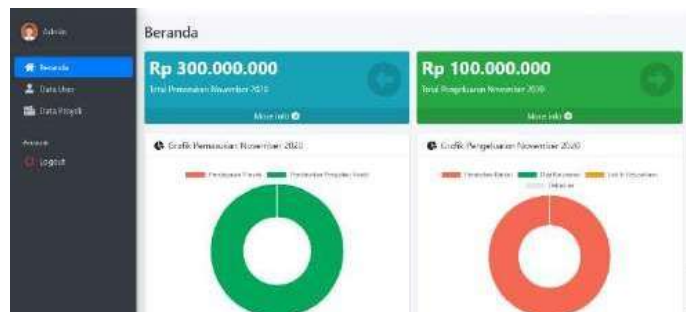 Admin
Beranda
Beranda
Data User
Data Proyek
Account
Logout
Rp 300.000.000
Total Pemasukan November 2020
More info
Rp 100.000.000
Total Pengeluaran November 2020
More info
Grafik Pemasukan November 2020
Grafik Pengeluaran November 2020